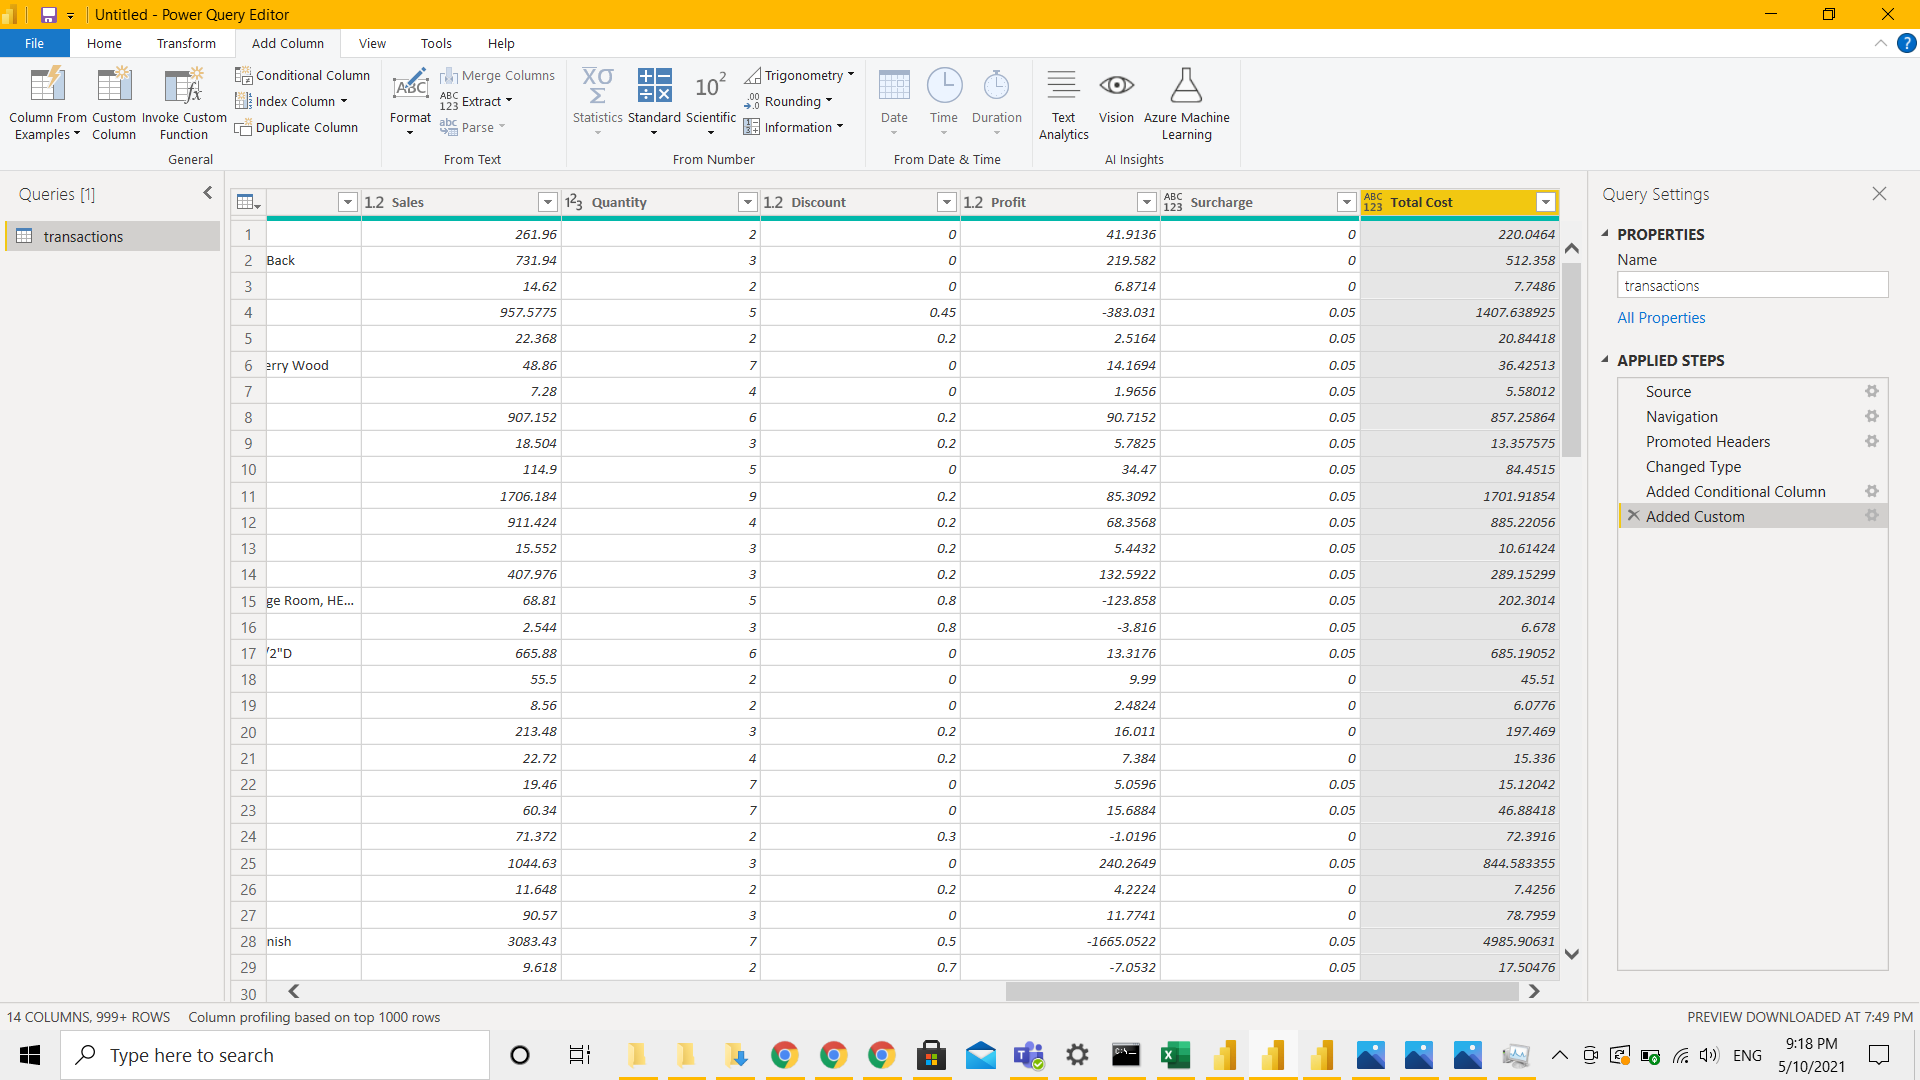 Untitled - Power Query Editor
File Home Transform Add Column View Tools Help
Column From Examples
Custom Column
Invoke Custom Function
Conditional Column
Index Column
Duplicate Column
General
ABC Format
Merge Columns
ABC 123 Extract
abc Parse
From Text
Statistics
Standard
10² Scientific
Trigonometry
Rounding
Information
From Number
Date Time Duration
From Date & Time
Text Analytics
Vision
Azure Machine Learning
AI Insights
Queries [1]
transactions
1.2 Sales 1²3 Quantity 1.2 Discount 1.2 Profit ABC 123 Surcharge ABC 123 Total Cost
1 261.96 2 0 41.9136 0 220.0464
2 Back 731.94 3 0 219.582 0 512.358
3 14.62 2 0 6.8714 0 7.7486
4 957.5775 5 0.45 -383.031 0.05 1407.638925
5 22.368 2 0.2 2.5164 0.05 20.84418
6 erry Wood 48.86 7 0 14.1694 0.05 36.42513
7 7.28 4 0 1.9656 0.05 5.58012
8 907.152 6 0.2 90.7152 0.05 857.25864
9 18.504 3 0.2 5.7825 0.05 13.357575
10 114.9 5 0 34.47 0.05 84.4515
11 1706.184 9 0.2 85.3092 0.05 1701.91854
12 911.424 4 0.2 68.3568 0.05 885.22056
13 15.552 3 0.2 5.4432 0.05 10.61424
14 407.976 3 0.2 132.5922 0.05 289.15299
15 ge Room, HE... 68.81 5 0.8 -123.858 0.05 202.3014
16 2.544 3 0.8 -3.816 0.05 6.678
17 /2"D 665.88 6 0 13.3176 0.05 685.19052
18 55.5 2 0 9.99 0 45.51
19 8.56 2 0 2.4824 0 6.0776
20 213.48 3 0.2 16.011 0 197.469
21 22.72 4 0.2 7.384 0 15.336
22 19.46 7 0 5.0596 0.05 15.12042
23 60.34 7 0 15.6884 0.05 46.88418
24 71.372 2 0.3 -1.0196 0 72.3916
25 1044.63 3 0 240.2649 0.05 844.583355
26 11.648 2 0.2 4.2224 0 7.4256
27 90.57 3 0 11.7741 0 78.7959
28 nish 3083.43 7 0.5 -1665.0522 0.05 4985.90631
29 9.618 2 0.7 -7.0532 0.05 17.50476
30
Query Settings
PROPERTIES
Name
transactions
All Properties
APPLIED STEPS
Source
Navigation
Promoted Headers
Changed Type
Added Conditional Column
Added Custom
14 COLUMNS, 999+ ROWS Column profiling based on top 1000 rows
PREVIEW DOWNLOADED AT 7:49 PM
Type here to search
ENG
9:18 PM
5/10/2021